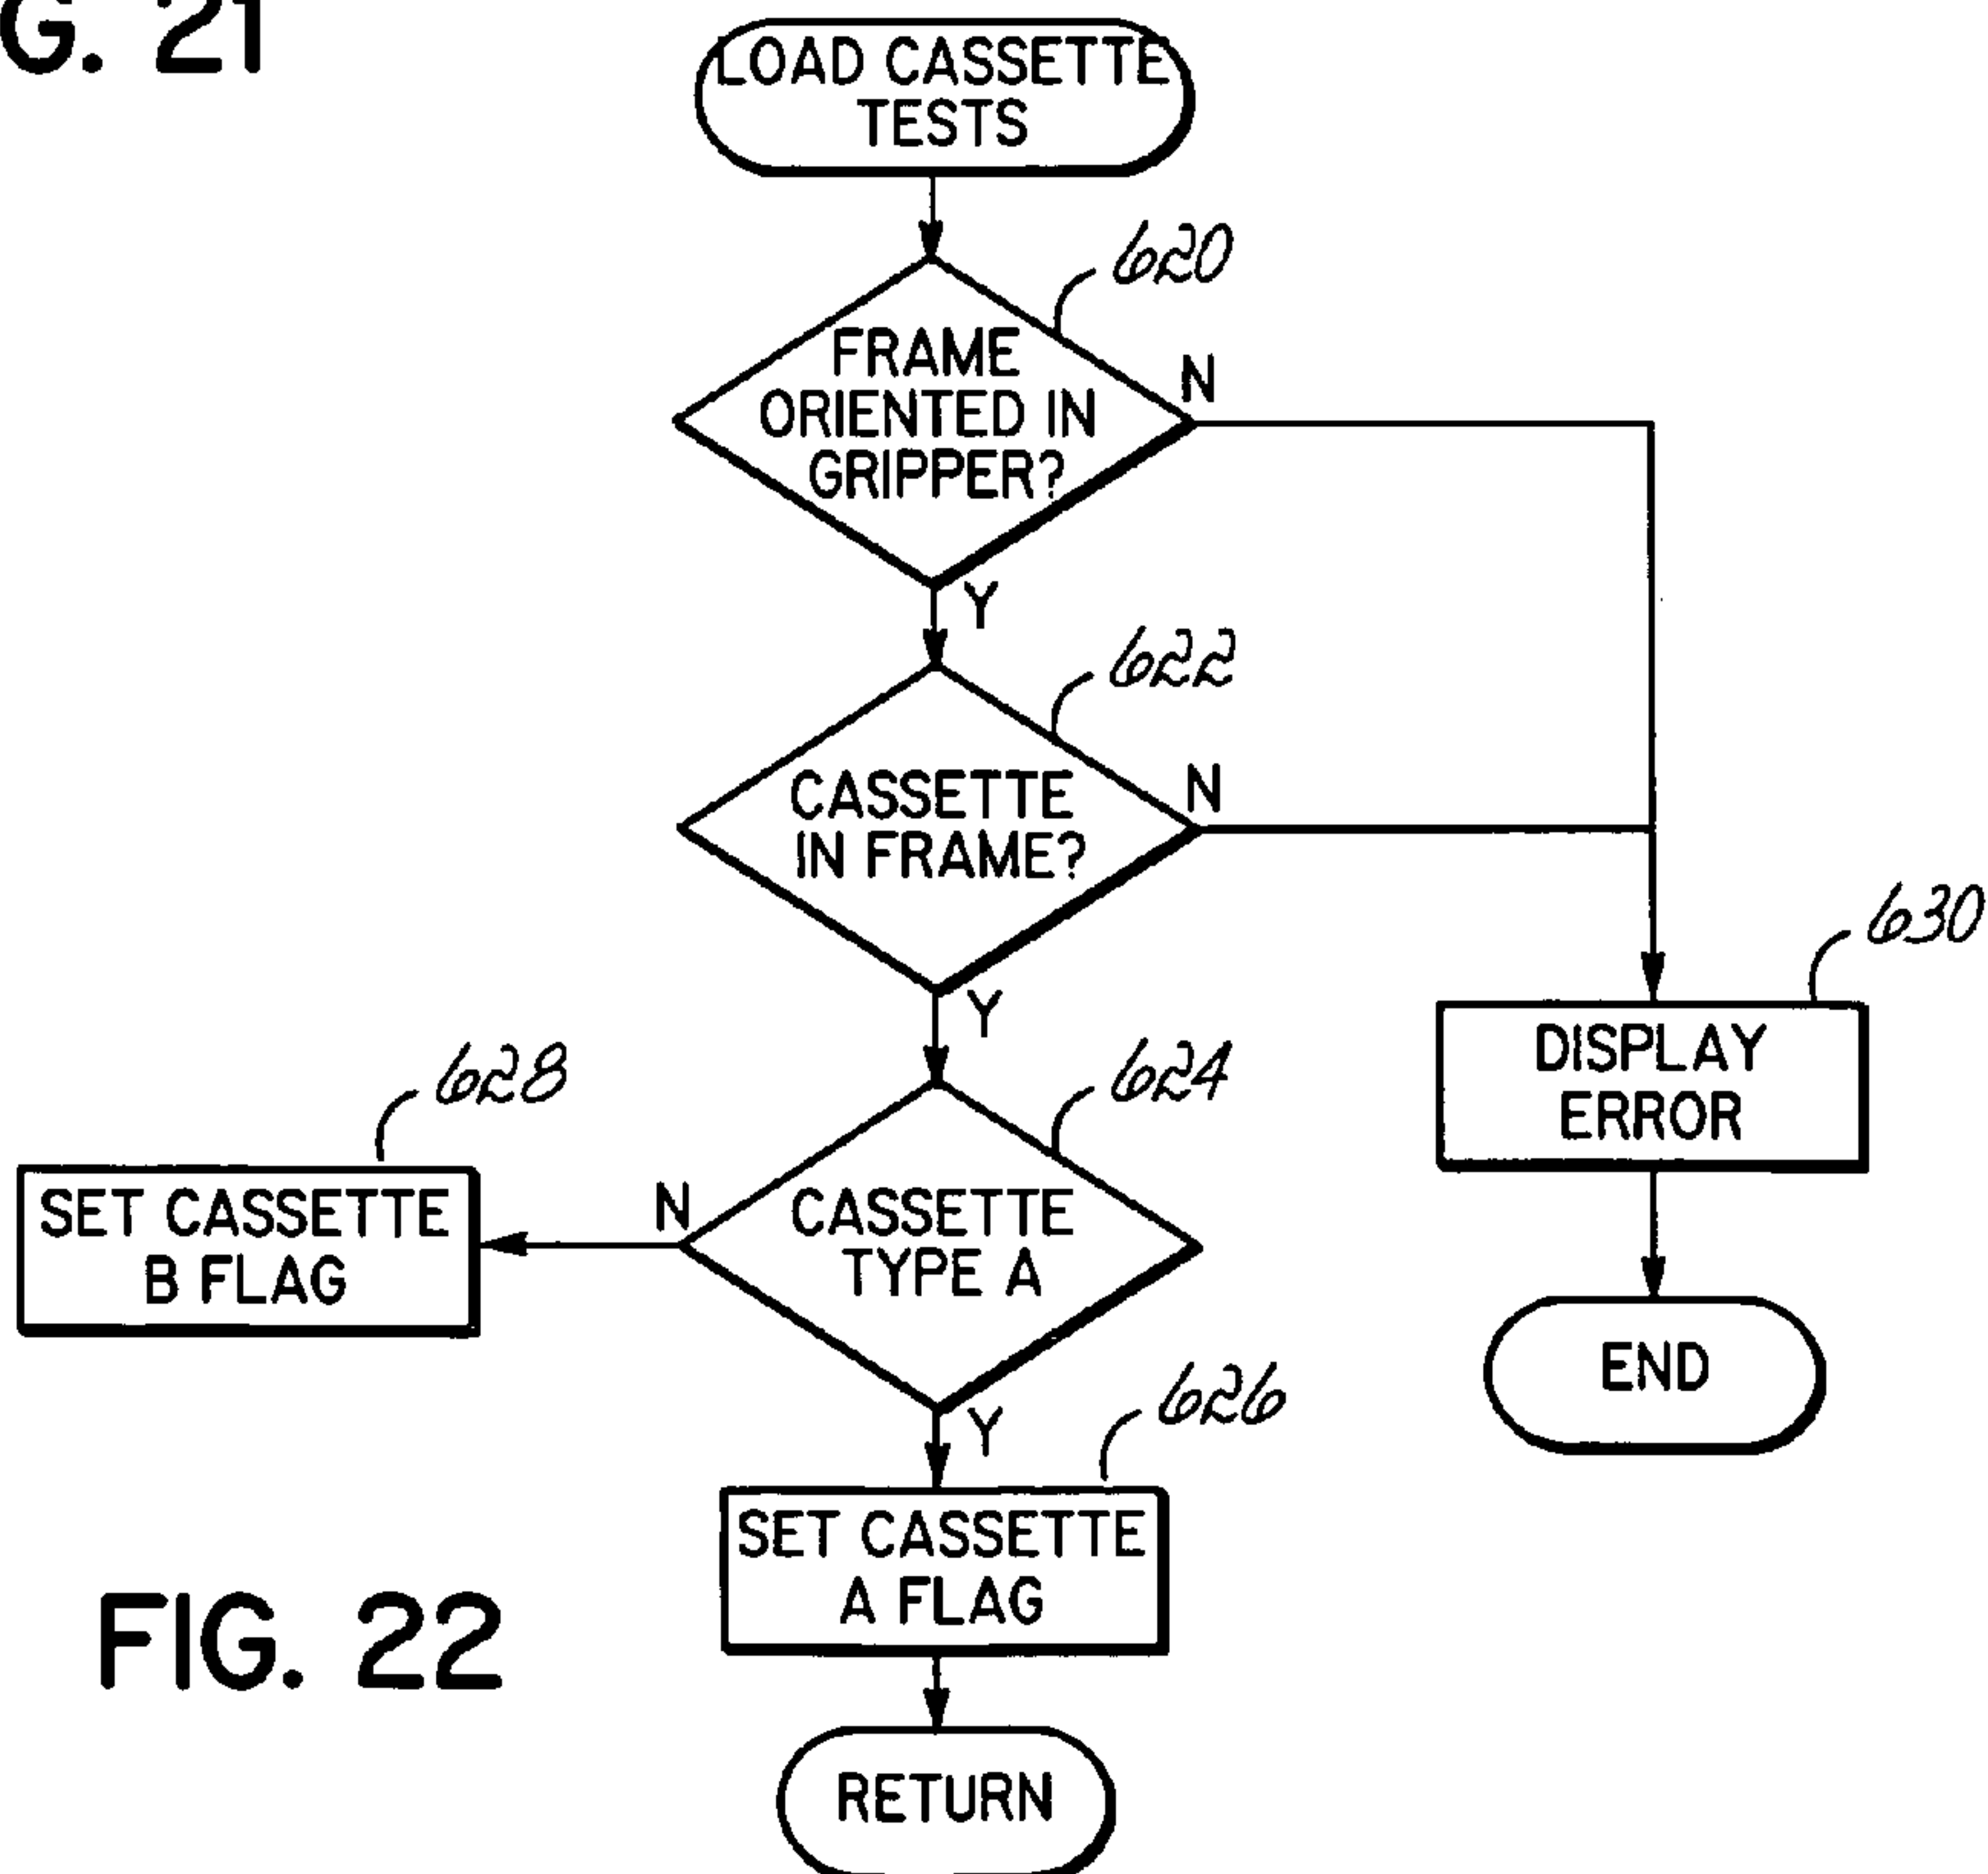 G. 21
LOAD CASSETTE
TESTS
620
FRAME
ORIENTED IN
GRIPPER?
N
Y
622
CASSETTE
IN FRAME?
N
Y
630
DISPLAY
ERROR
628
SET CASSETTE
B FLAG
N
624
CASSETTE
TYPE A
Y
END
626
SET CASSETTE
A FLAG
FIG. 22
RETURN